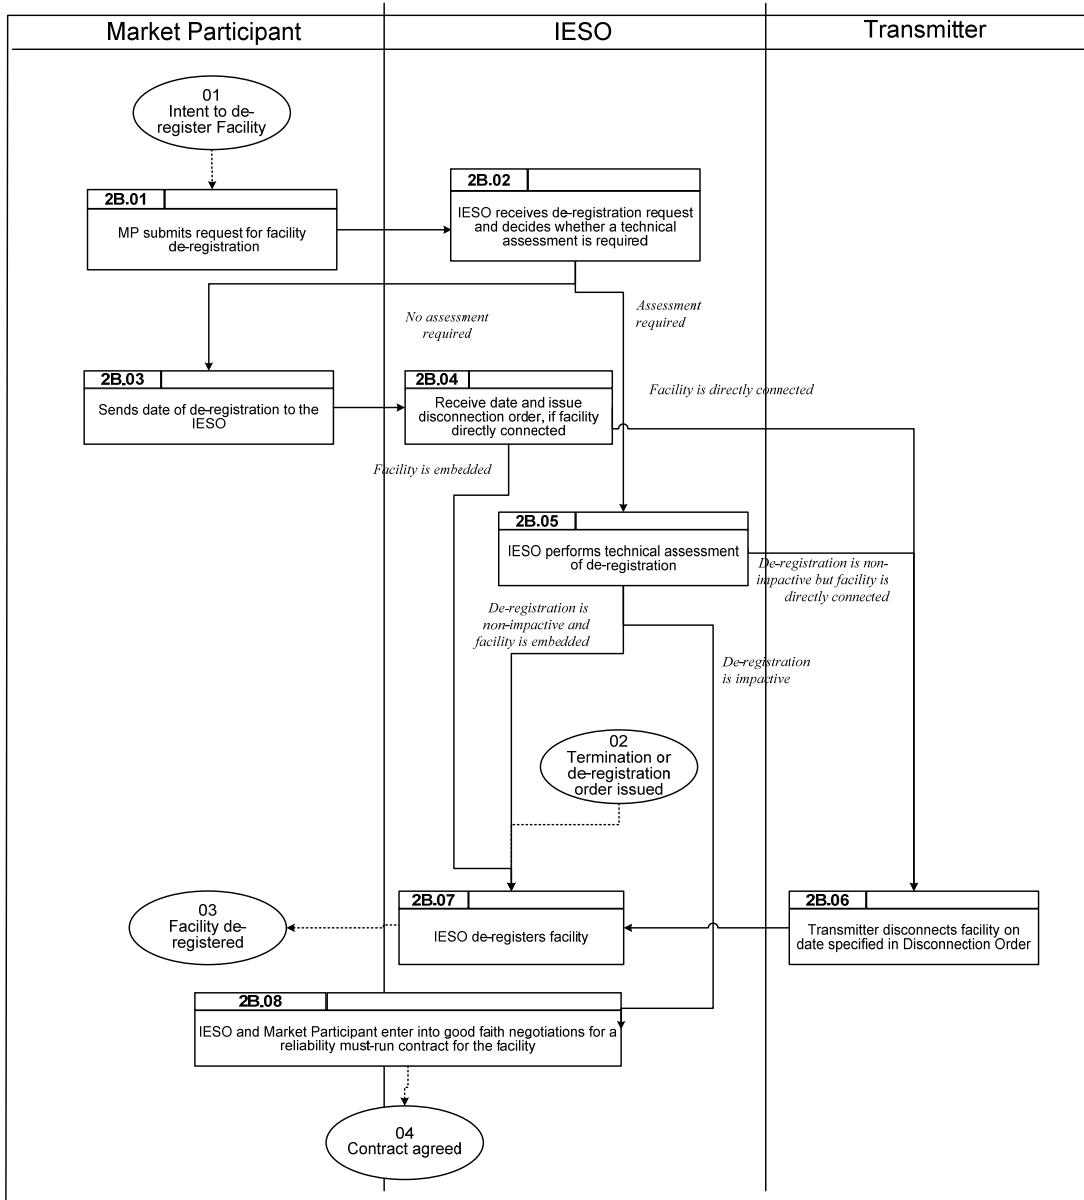 Market Participant
IESO
Transmitter
01
Intent to de-
register Facility
2B.01
MP submits request for facility
de-registration
2B.02
IESO receives de-registration request
and decides whether a technical
assessment is required
No assessment
required
Assessment
required
2B.03
Sends date of de-registration to the
IESO
2B.04
Receive date and issue
disconnection order, if facility
directly connected
Facility is directly connected
Facility is embedded
2B.05
IESO performs technical assessment
of de-registration
De-registration is non-
impactive but facility is
directly connected
De-registration is
non-impactive and
facility is embedded
De-registration
is impactive
02
Termination or
de-registration
order issued
03
Facility de-
registered
2B.07
IESO de-registers facility
2B.06
Transmitter disconnects facility on
date specified in Disconnection Order
2B.08
IESO and Market Participant enter into good faith negotiations for a
reliability must-run contract for the facility
04
Contract agreed